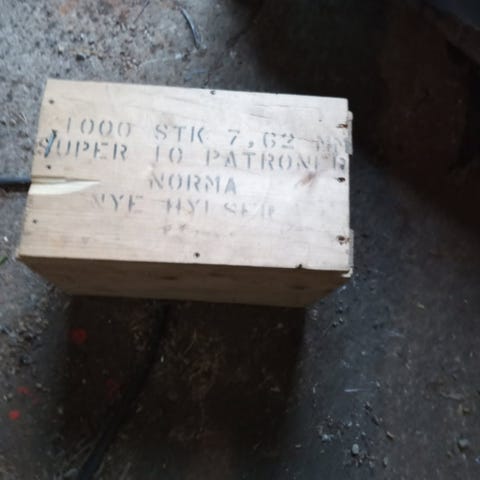 1000 STK 7,62 MM
SUPER 10 PATRONER
NORMA
NYE HYLSER